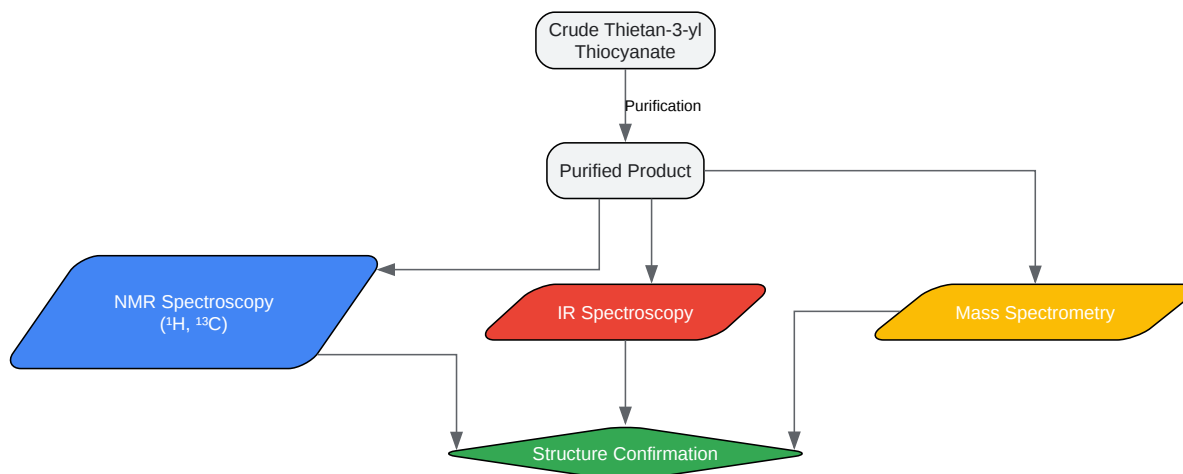 Crude Thietan-3-yl
Thiocyanate
Purification
Purified Product
NMR Spectroscopy
(¹H, ¹³C)
IR Spectroscopy
Mass Spectrometry
Structure Confirmation